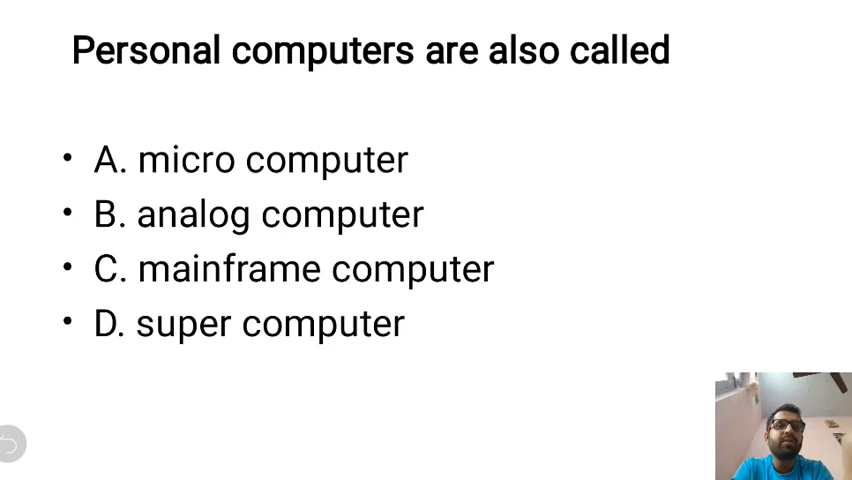 Personal computers are also called
• A. micro computer
• B. analog computer
• C. mainframe computer
• D. super computer